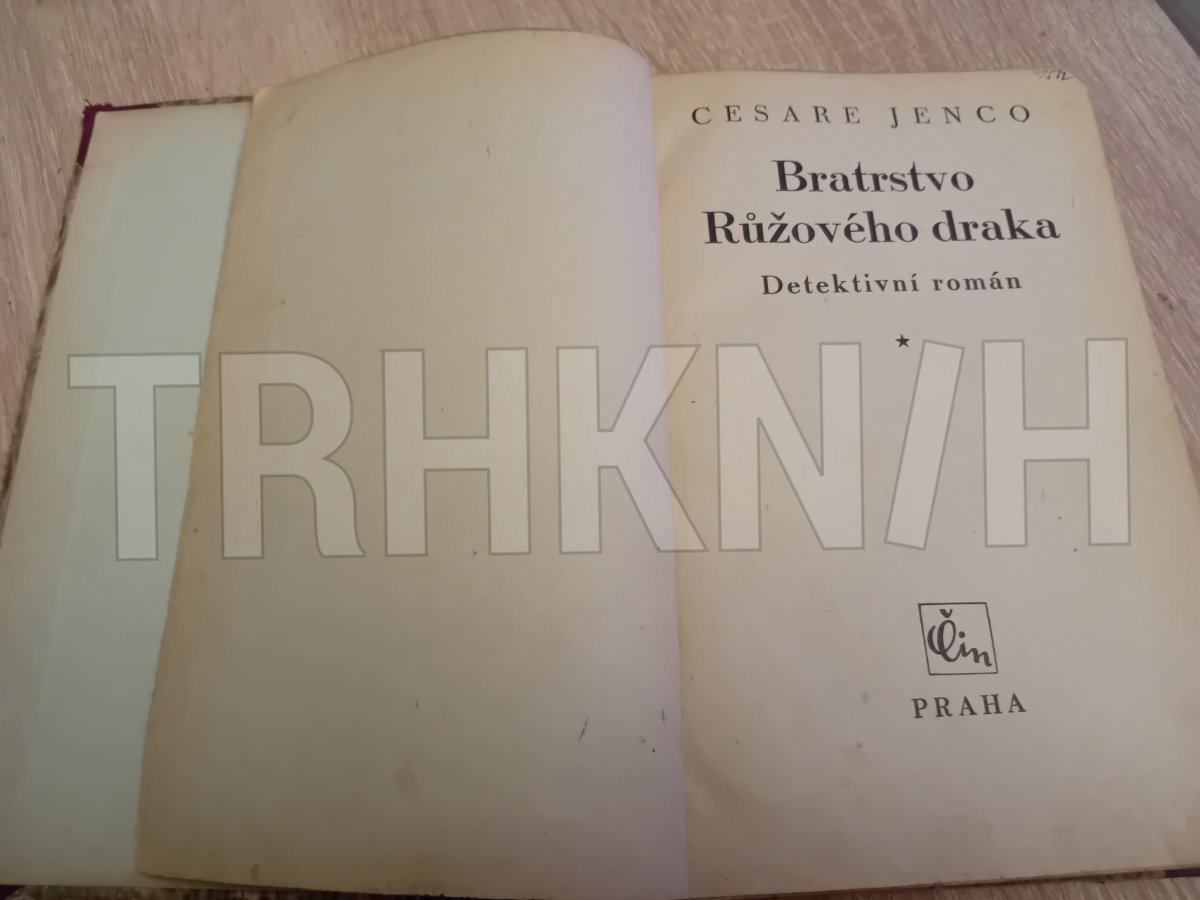 CESARE JENCO
Bratrstvo
Růžového draka
Detektivní román
TRHKNIH
Čin
PRAHA